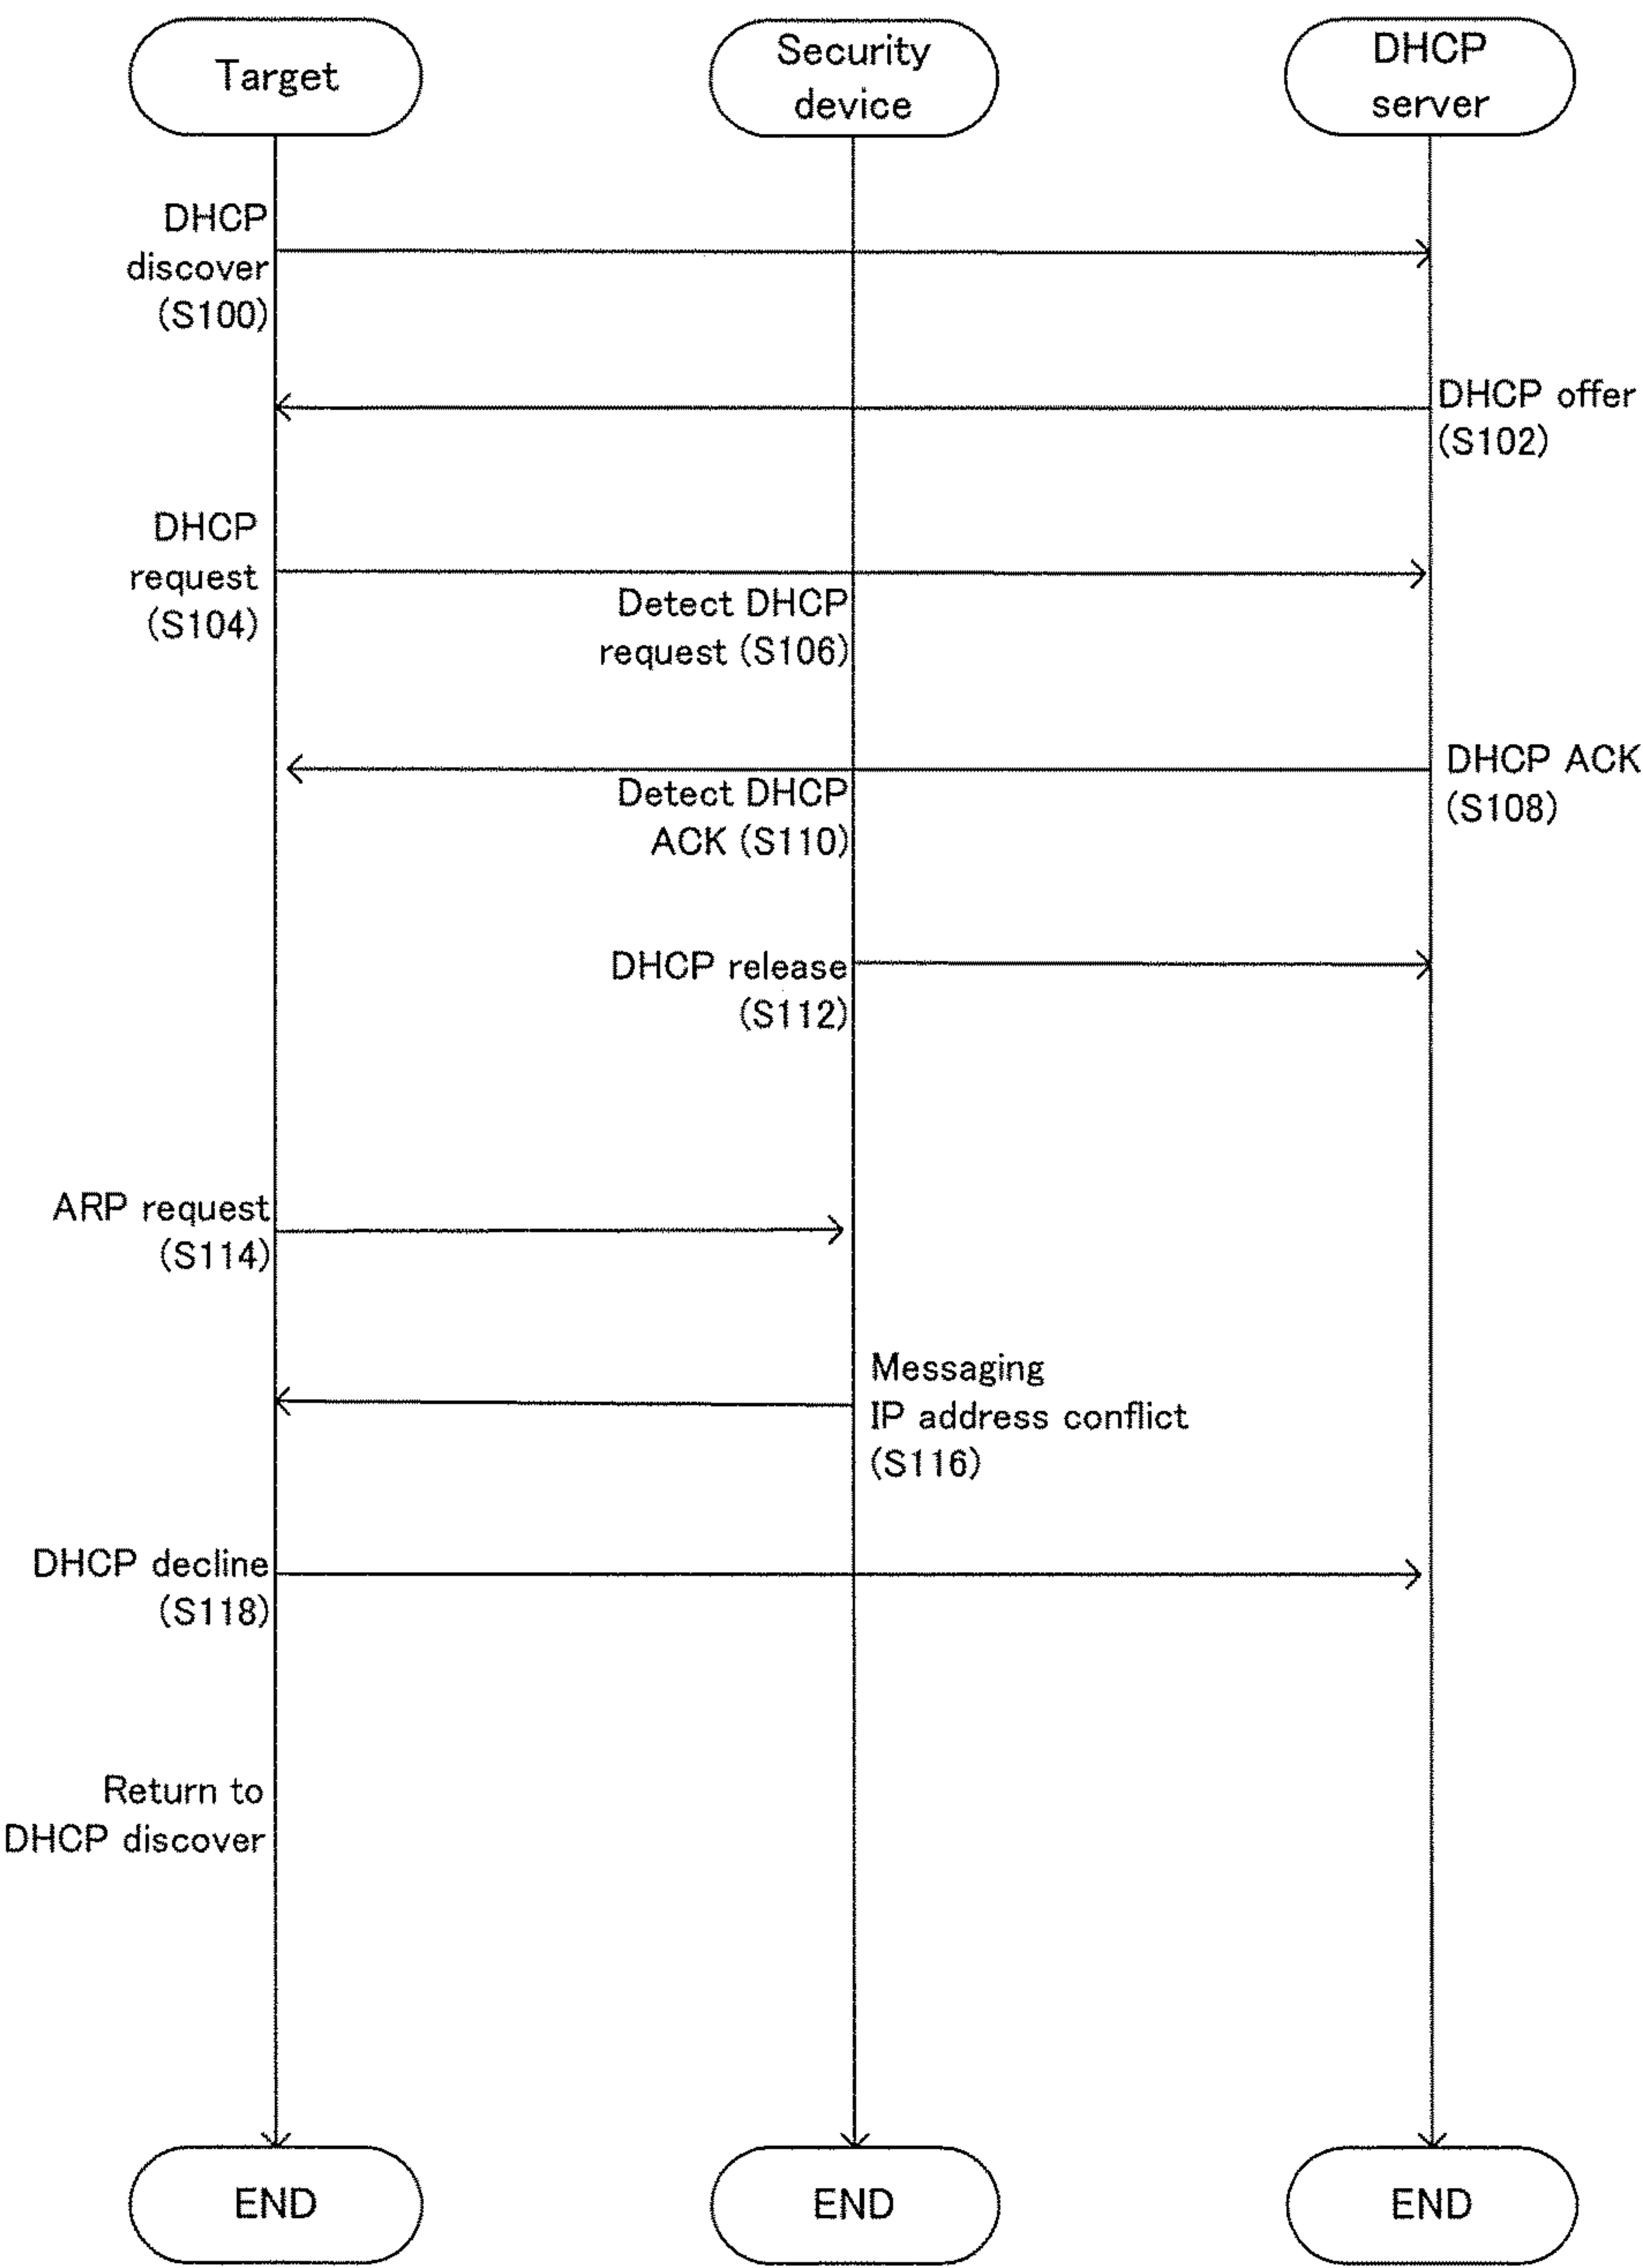 Target
Security
device
DHCP
server
DHCP
discover
(S100)
DHCP offer
(S102)
DHCP
request
(S104)
Detect DHCP
request (S106)
DHCP ACK
(S108)
Detect DHCP
ACK (S110)
DHCP release
(S112)
ARP request
(S114)
Messaging
IP address conflict
(S116)
DHCP decline
(S118)
Return to
DHCP discover
END
END
END